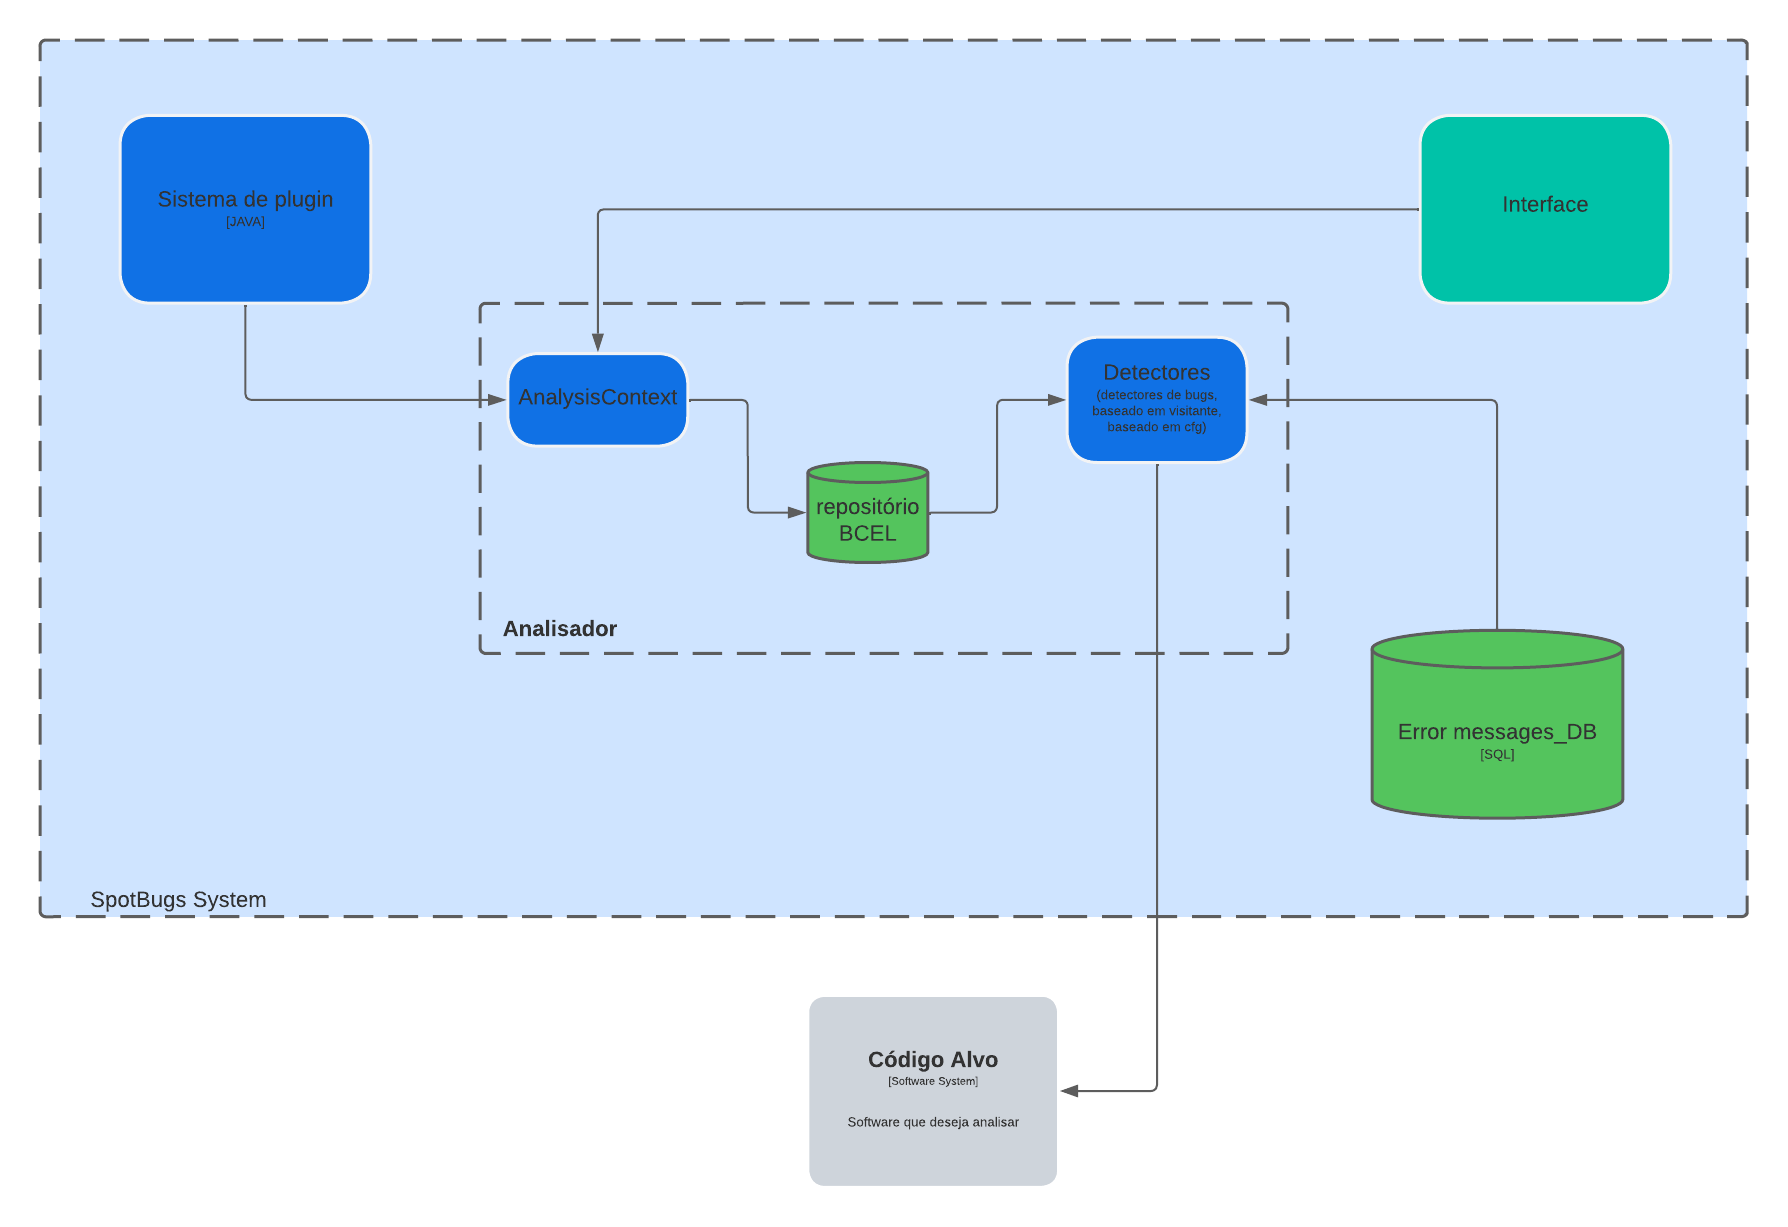 Sistema de plugin
[JAVA]
Interface
AnalysisContext
Detectores
(detectores de bugs,
baseado em visitante,
baseado em cfg)
repositório
BCEL
Analisador
Error messages_DB
[SQL]
SpotBugs System
Código Alvo
[Software System]
Software que deseja analisar